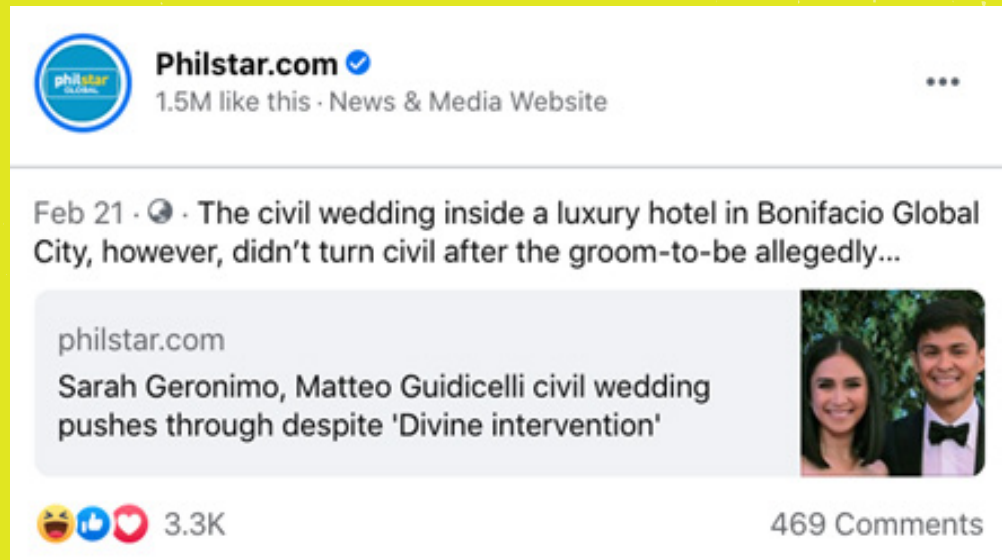 philstar
GLOBAL
Philstar.com
1.5M like this · News & Media Website
Feb 21 · · The civil wedding inside a luxury hotel in Bonifacio Global
City, however, didn't turn civil after the groom-to-be allegedly...
philstar.com
Sarah Geronimo, Matteo Guidicelli civil wedding
pushes through despite 'Divine intervention'
3.3K
469 Comments